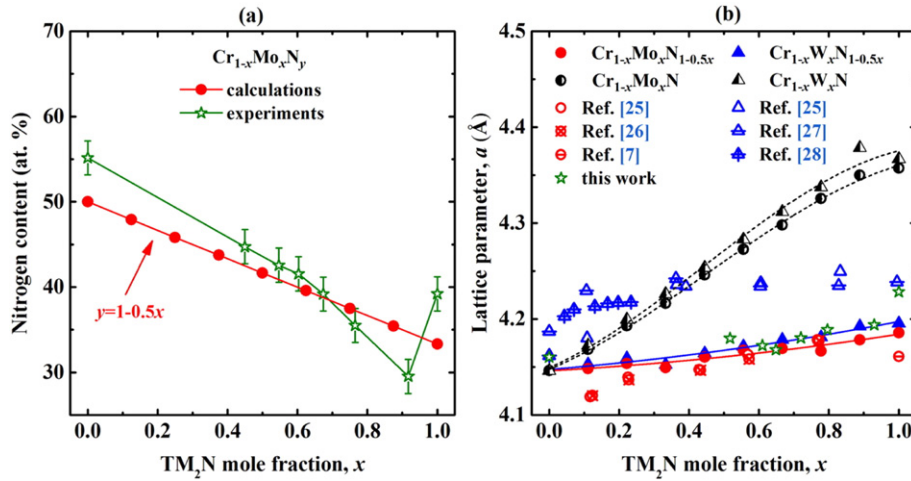 (a)
70
60
50
40
30
Nitrogen content (at. %)
Cr1-xMoxNy
calculations
experiments
y=1-0.5x
0.0 0.2 0.4 0.6 0.8 1.0
TM2N mole fraction, x
(b)
4.5
4.4
4.3
4.2
4.1
Lattice parameter, a (Å)
Cr1-xMoxN1-0.5x
Cr1-xWxN1-0.5x
Cr1-xMoxN
Cr1-xWxN
Ref. [25]
Ref. [25]
Ref. [26]
Ref. [27]
Ref. [7]
Ref. [28]
this work
0.0 0.2 0.4 0.6 0.8 1.0
TM2N mole fraction, x